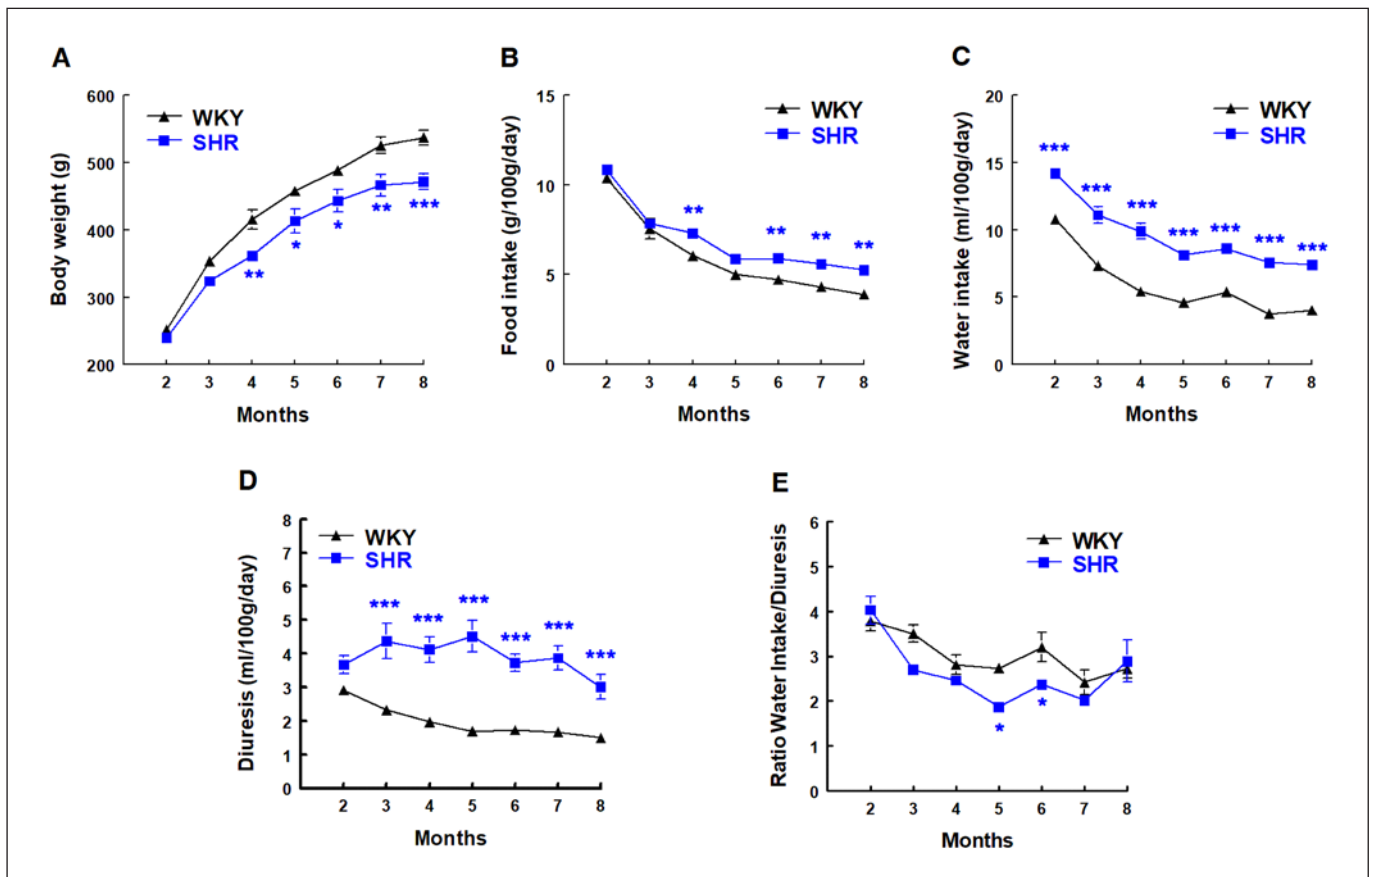 A
Body weight (g)
600
500
400
300
200
WKY
SHR
**
*
*
**
***
2 3 4 5 6 7 8
Months
B
Food intake (g/100g/day)
15
10
5
0
WKY
SHR
**
**
**
**
2 3 4 5 6 7 8
Months
C
Water intake (ml/100g/day)
20
15
10
5
0
WKY
SHR
***
***
***
***
***
***
***
2 3 4 5 6 7 8
Months
D
Diuresis (ml/100g/day)
8
7
6
5
4
3
2
1
0
WKY
SHR
***
***
***
***
***
***
2 3 4 5 6 7 8
Months
E
Ratio Water Intake/Diuresis
6
5
4
3
2
1
0
WKY
SHR
*
*
2 3 4 5 6 7 8
Months